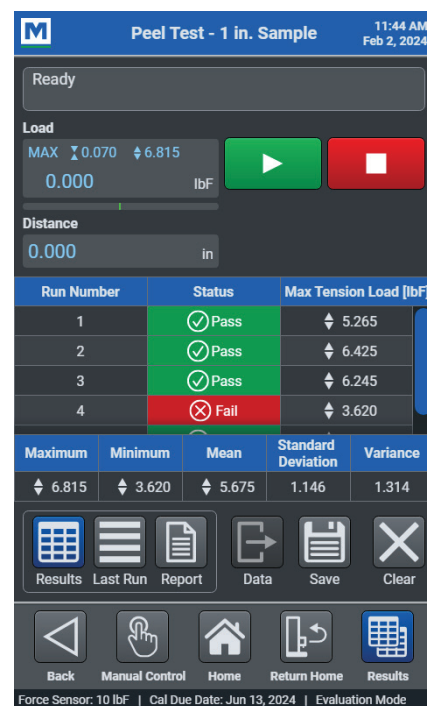 M
Peel Test - 1 in. Sample
11:44 AM
Feb 2, 2024
Ready
Load
MAX 0.070 6.815
0.000 lbF
Distance
0.000 in
Run Number Status Max Tension Load [lbF]
1 Pass 5.265
2 Pass 6.425
3 Pass 6.245
4 Fail 3.620
Maximum Minimum Mean Standard Deviation Variance
6.815 3.620 5.675 1.146 1.314
Results Last Run Report Data Save Clear
Back Manual Control Home Return Home Results
Force Sensor: 10 lbF | Cal Due Date: Jun 13, 2024 | Evaluation Mode